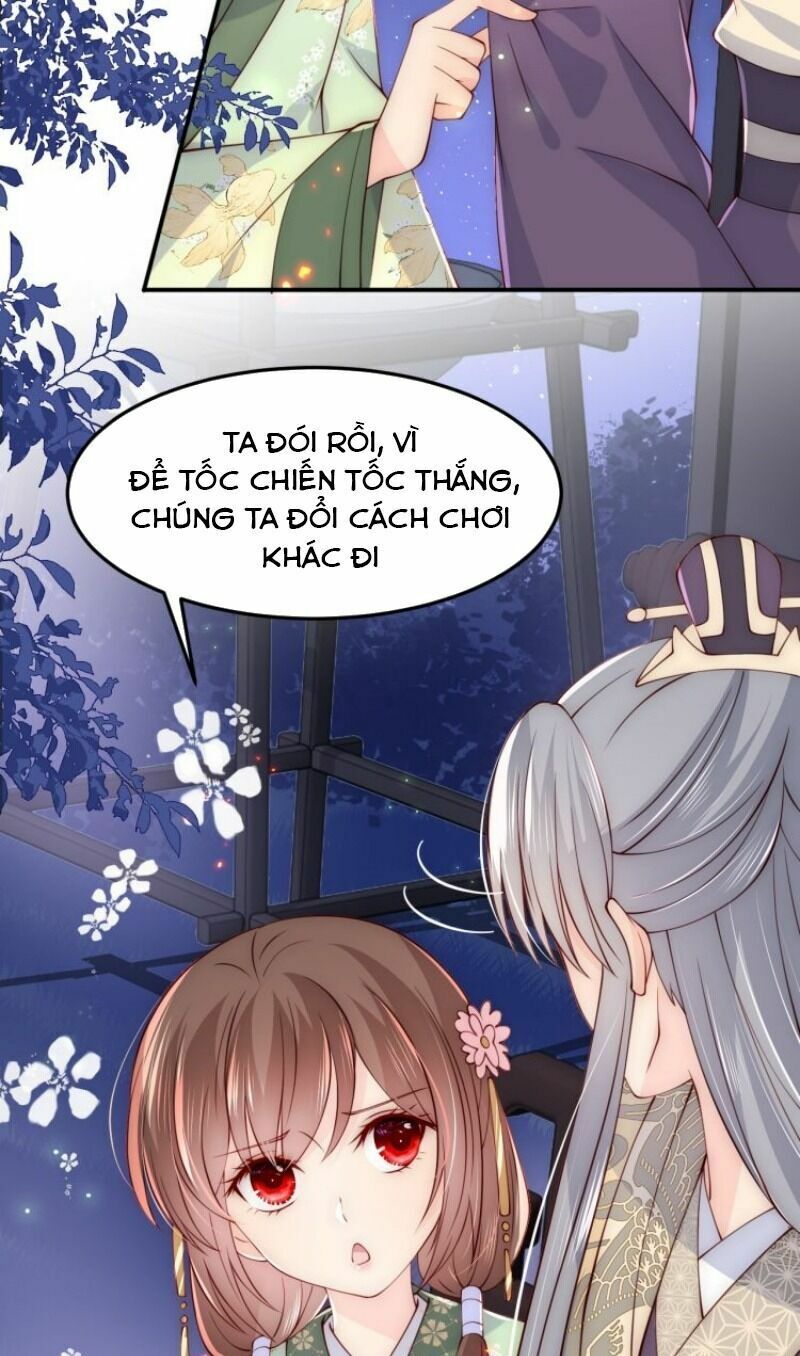 TA ĐÓI RỒI, VÌ
ĐỂ TỐC CHIẾN TỐC THẮNG,
CHÚNG TA ĐỔI CÁCH CHƠI
KHÁC ĐI